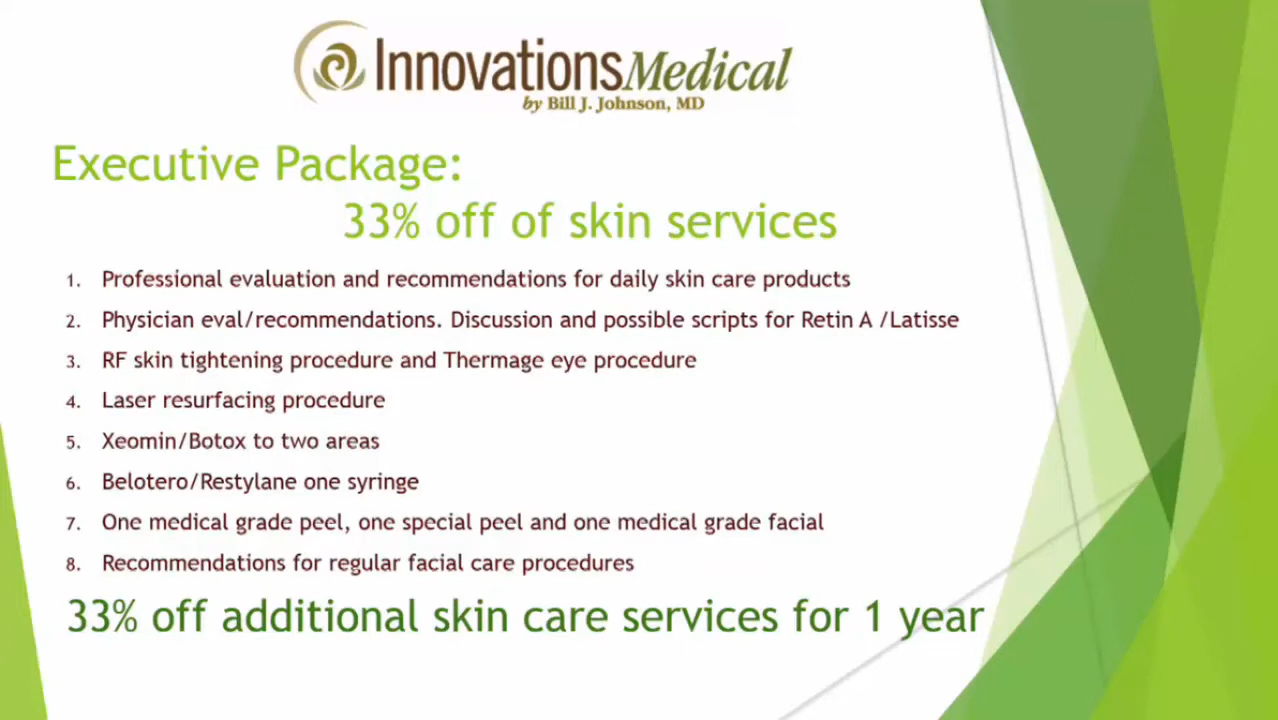 InnovationsMedical
by Bill J. Johnson, MD
Executive Package:
33% off of skin services
1. Professional evaluation and recommendations for daily skin care products
2. Physician eval/recommendations. Discussion and possible scripts for Retin A /Latisse
3. RF skin tightening procedure and Thermage eye procedure
4. Laser resurfacing procedure
5. Xeomin/Botox to two areas
6. Belotero/Restylane one syringe
7. One medical grade peel, one special peel and one medical grade facial
8. Recommendations for regular facial care procedures
33% off additional skin care services for 1 year